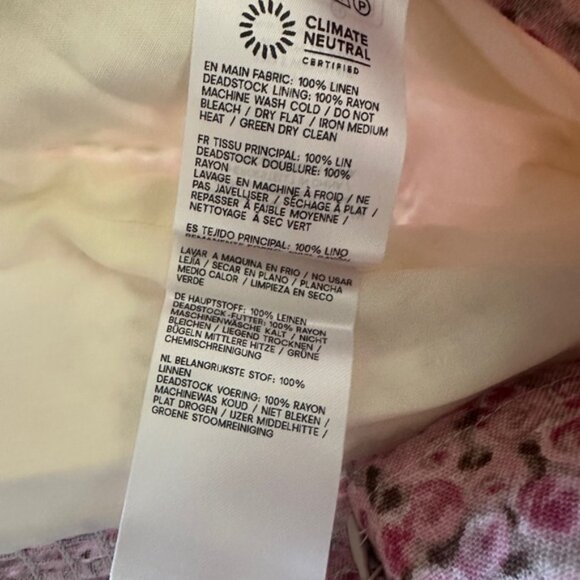 P
CLIMATE
NEUTRAL
CERTIFIED
EN MAIN FABRIC: 100% LINEN
DEADSTOCK LINING: 100% RAYON
MACHINE WASH COLD / DO NOT
BLEACH / DRY FLAT / IRON MEDIUM
HEAT / GREEN DRY CLEAN
FR TISSU PRINCIPAL: 100% LIN
DEADSTOCK DOUBLURE: 100%
RAYON
LAVAGE EN MACHINE À FROID / NE
PAS JAVELLISER / SÉCHAGE À PLAT /
REPASSER À FAIBLE MOYENNE /
NETTOYAGE À SEC VERT
ES TEJIDO PRINCIPAL: 100% LINO
LAVAR A MAQUINA EN FRIO / NO USAR
LEJÍA / SECAR EN PLANO / PLANCHA
MEDIO CALOR / LIMPIEZA EN SECO
VERDE
DE HAUPTSTOFF: 100% LEINEN
DEADSTOCK-FUTTER: 100% RAYON
MASCHINENWÄSCHE KALT / NICHT
BLEICHEN / LIEGEND TROCKNEN /
BÜGELN MITTLERE HITZE / GRÜNE
CHEMISCHREINIGUNG
NL BELANGRIJKSTE STOF: 100%
LINNEN
DEADSTOCK VOERING: 100% RAYON
MACHINEWAS KOUD / NIET BLEKEN /
PLAT DROGEN / IJZER MIDDELHITTE /
GROENE STOOMREINIGING